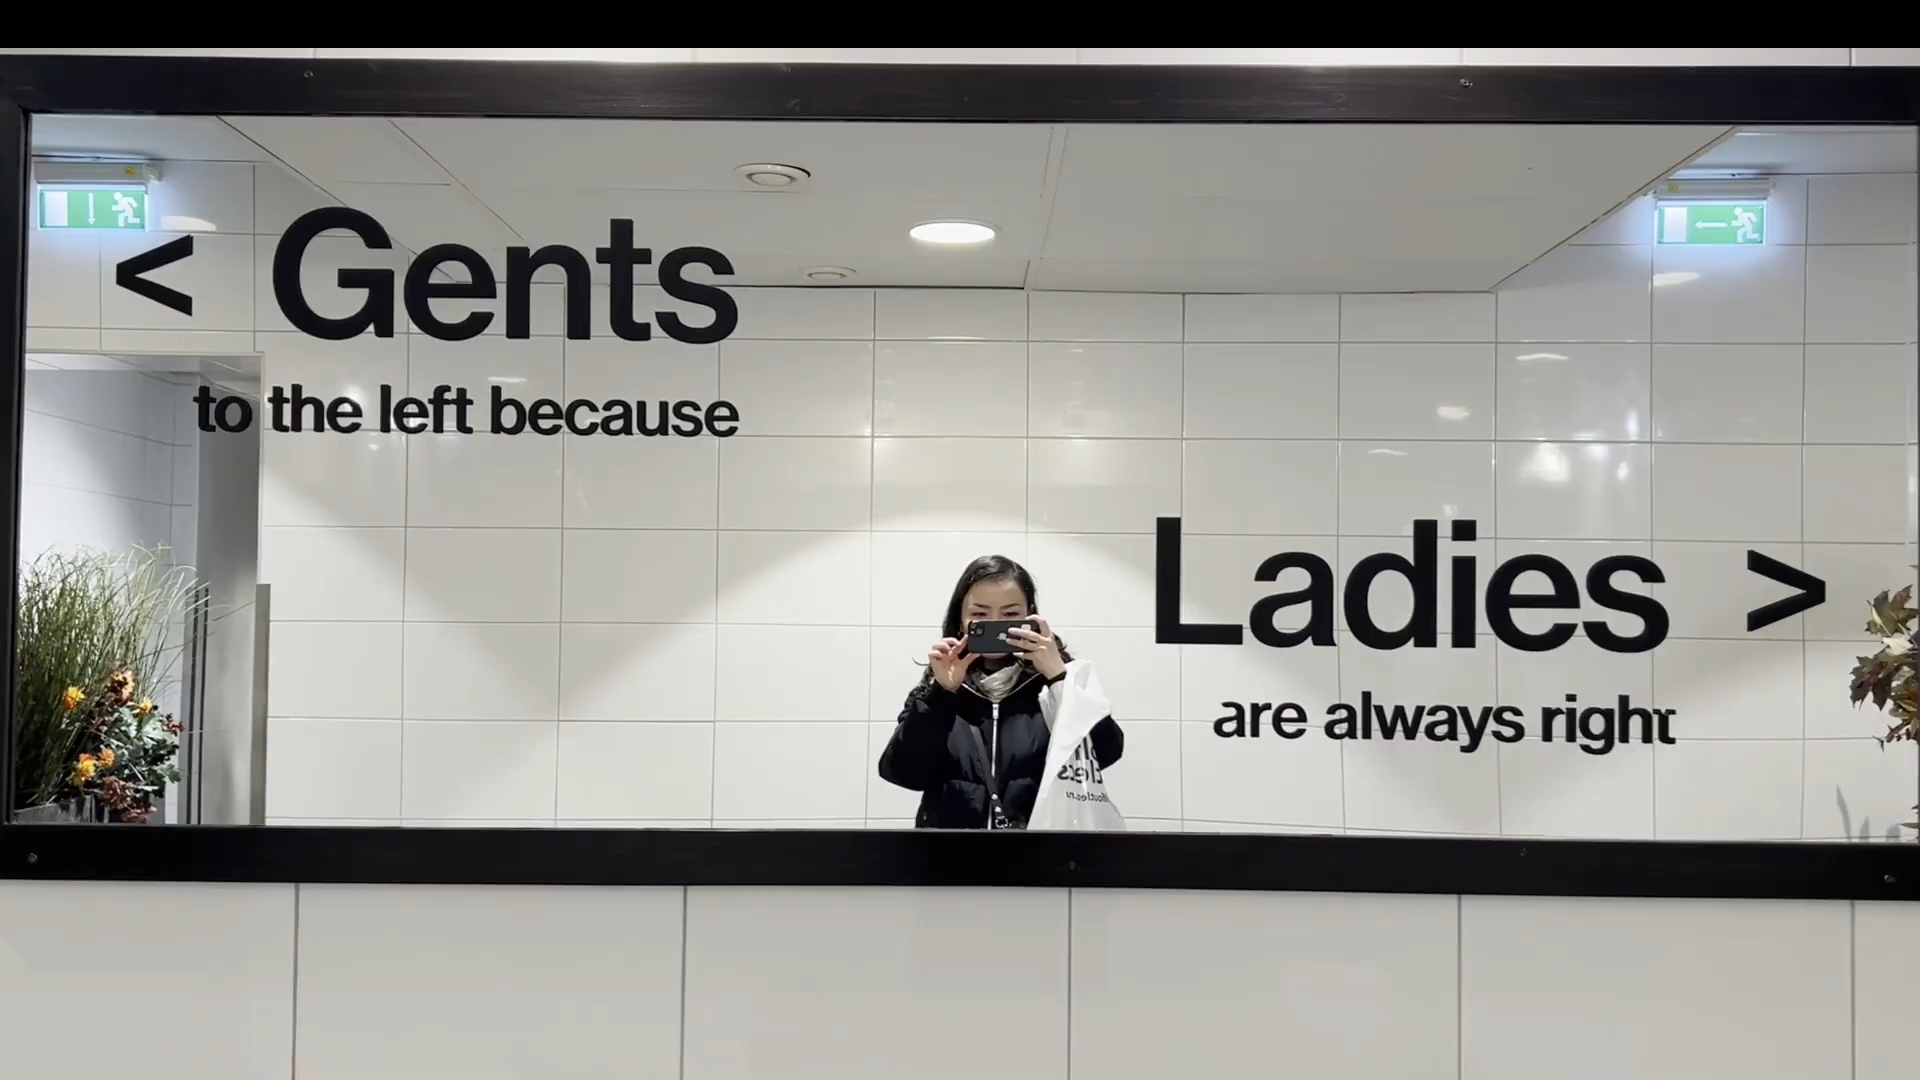 < Gents
to the left because
Ladies >
are always right